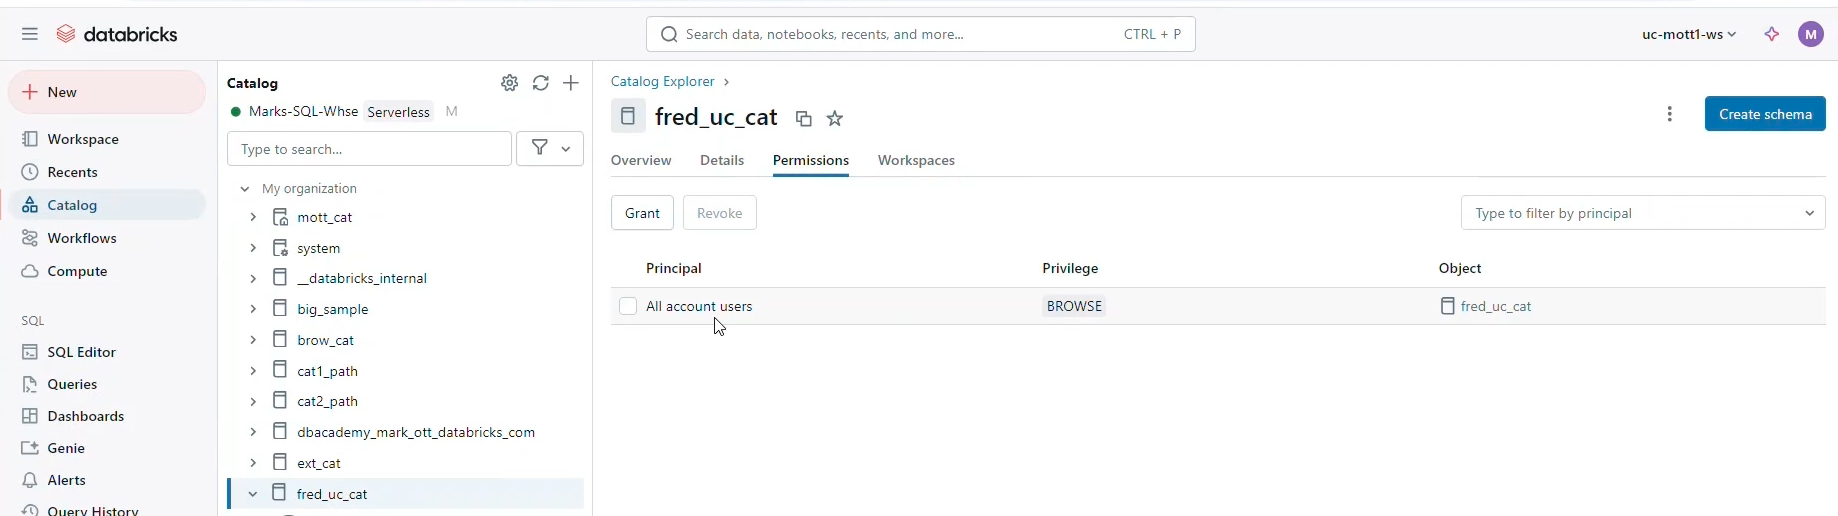 databricks
Search data, notebooks, recents, and more...
CTRL + P
uc-mott1-ws
M
New
Workspace
Recents
Catalog
Workflows
Compute
SQL
SQL Editor
Queries
Dashboards
Genie
Alerts
Query History
Catalog
Marks-SQL-Whse Serverless M
Type to search...
My organization
mott_cat
system
__databricks_internal
big_sample
brow_cat
cat1_path
cat2_path
dbacademy_mark_ott_databricks_com
ext_cat
fred_uc_cat
Catalog Explorer >
fred_uc_cat
Create schema
Overview Details Permissions Workspaces
Grant Revoke
Type to filter by principal
Principal Privilege Object
All account users BROWSE fred_uc_cat